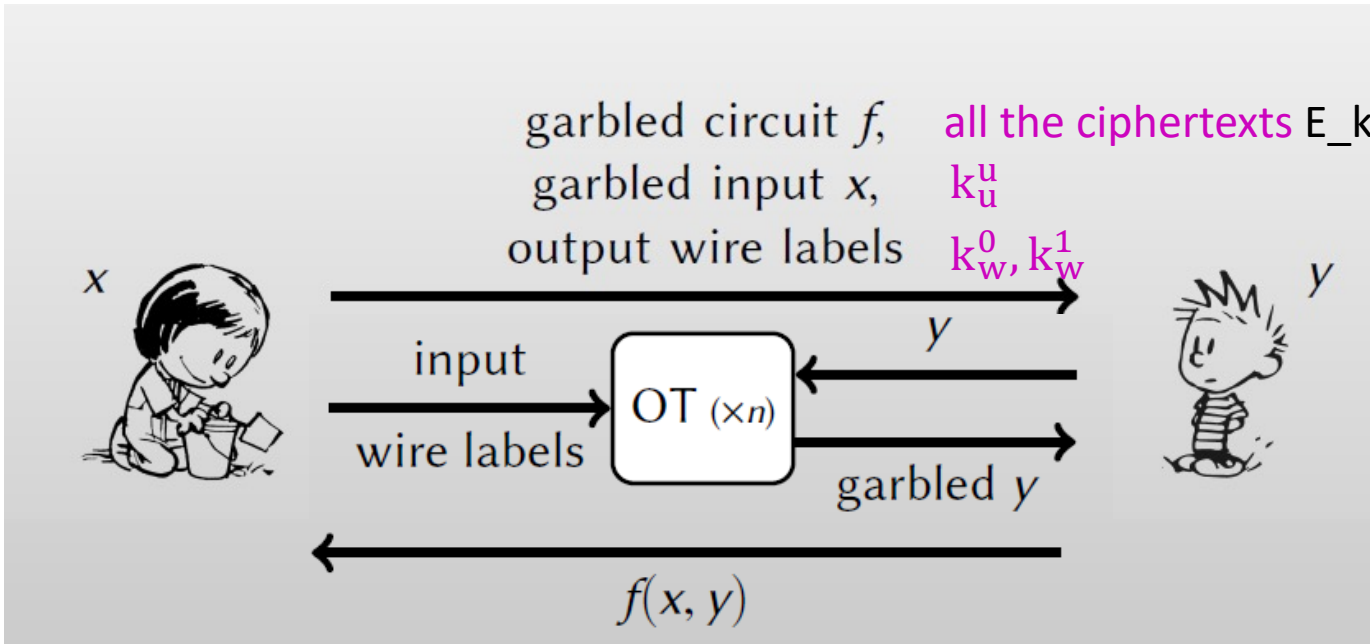 garbled circuit f, all the ciphertexts E_k
garbled input x, k_u^u
output wire labels k_w^0, k_w^1
x
y
y
input
OT (×n)
wire labels
garbled y
f(x, y)